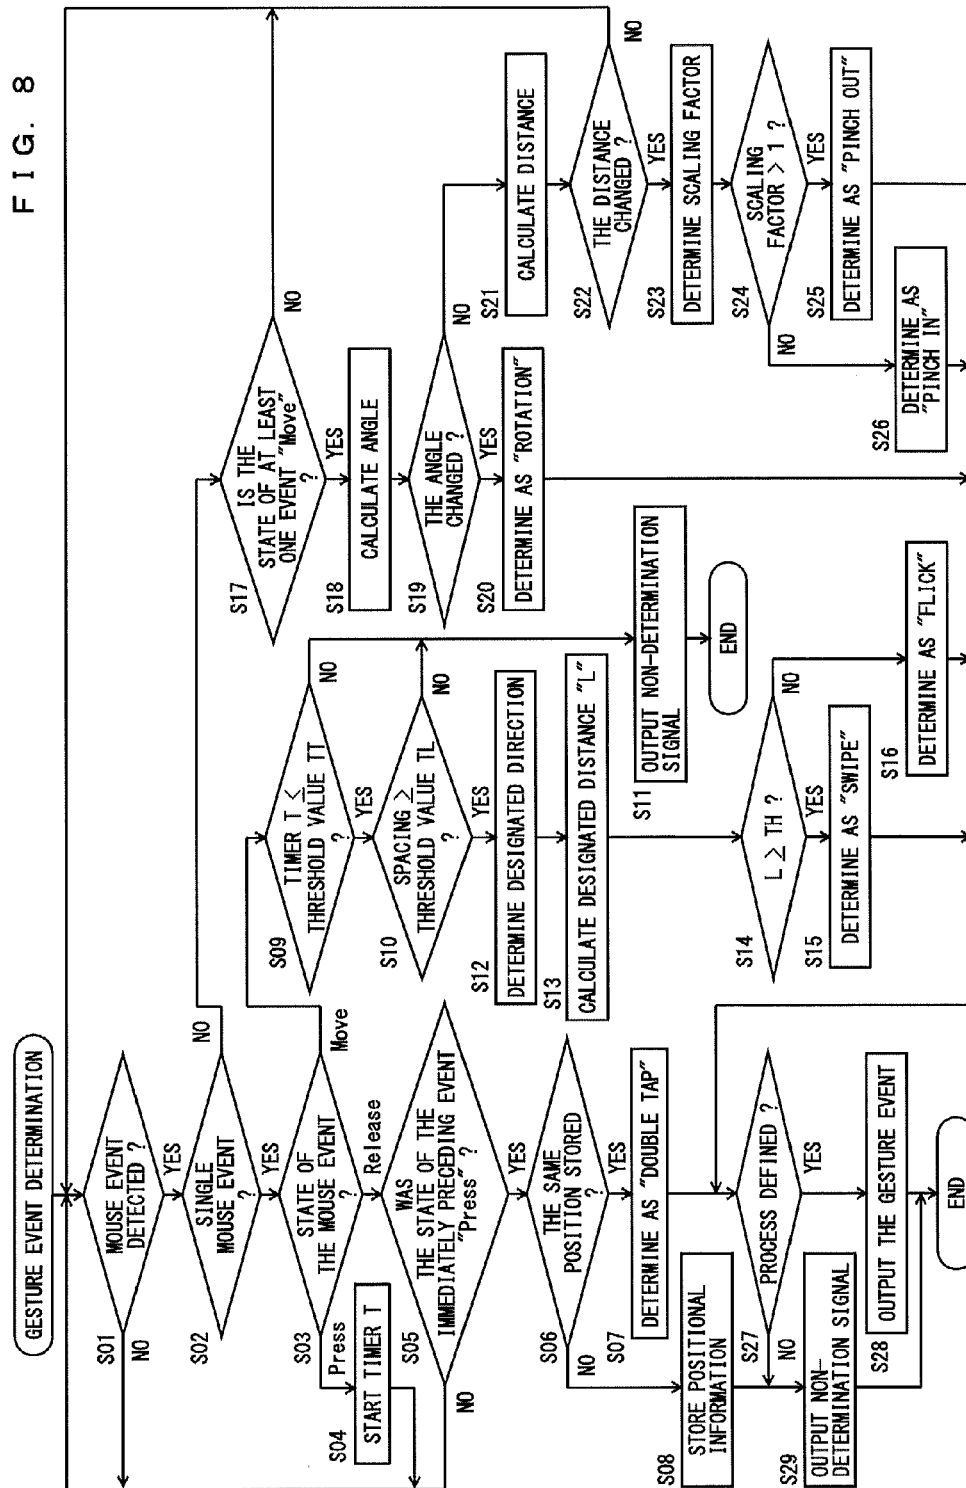 FIG. 8
GESTURE EVENT DETERMINATION
S01
MOUSE EVENT
DETECTED ?
NO
YES
S02
SINGLE
MOUSE EVENT
?
NO
YES
S03
STATE OF
THE MOUSE EVENT
?
Press
Move
Release
S04
START TIMER T
S05
WAS
THE STATE OF THE
IMMEDIATELY PRECEDING EVENT
"Press" ?
NO
YES
S06
THE SAME
POSITION STORED
?
NO
YES
S07
DETERMINE AS "DOUBLE TAP"
S08
STORE POSITIONAL
INFORMATION
S27
PROCESS DEFINED ?
NO
YES
S29
OUTPUT NON-
DETERMINATION SIGNAL
S28
OUTPUT THE GESTURE EVENT
END
S09
TIMER T ≤
THRESHOLD VALUE TT
?
NO
YES
S10
SPACING ≥
THRESHOLD VALUE TL
?
NO
YES
S12
DETERMINE DESIGNATED DIRECTION
S13
CALCULATE DESIGNATED DISTANCE "L"
S11
OUTPUT NON-DETERMINATION
SIGNAL
END
S14
L ≥ TH ?
NO
YES
S15
DETERMINE AS "SWIPE"
S16
DETERMINE AS "FLICK"
S17
IS THE
STATE OF AT LEAST
ONE EVENT "Move"
?
NO
YES
S18
CALCULATE ANGLE
S19
THE ANGLE
CHANGED ?
NO
YES
S20
DETERMINE AS "ROTATION"
S21
CALCULATE DISTANCE
S22
THE DISTANCE
CHANGED ?
NO
YES
S23
DETERMINE SCALING FACTOR
S24
SCALING
FACTOR > 1 ?
NO
YES
S25
DETERMINE AS "PINCH OUT"
S26
DETERMINE AS
"PINCH IN"